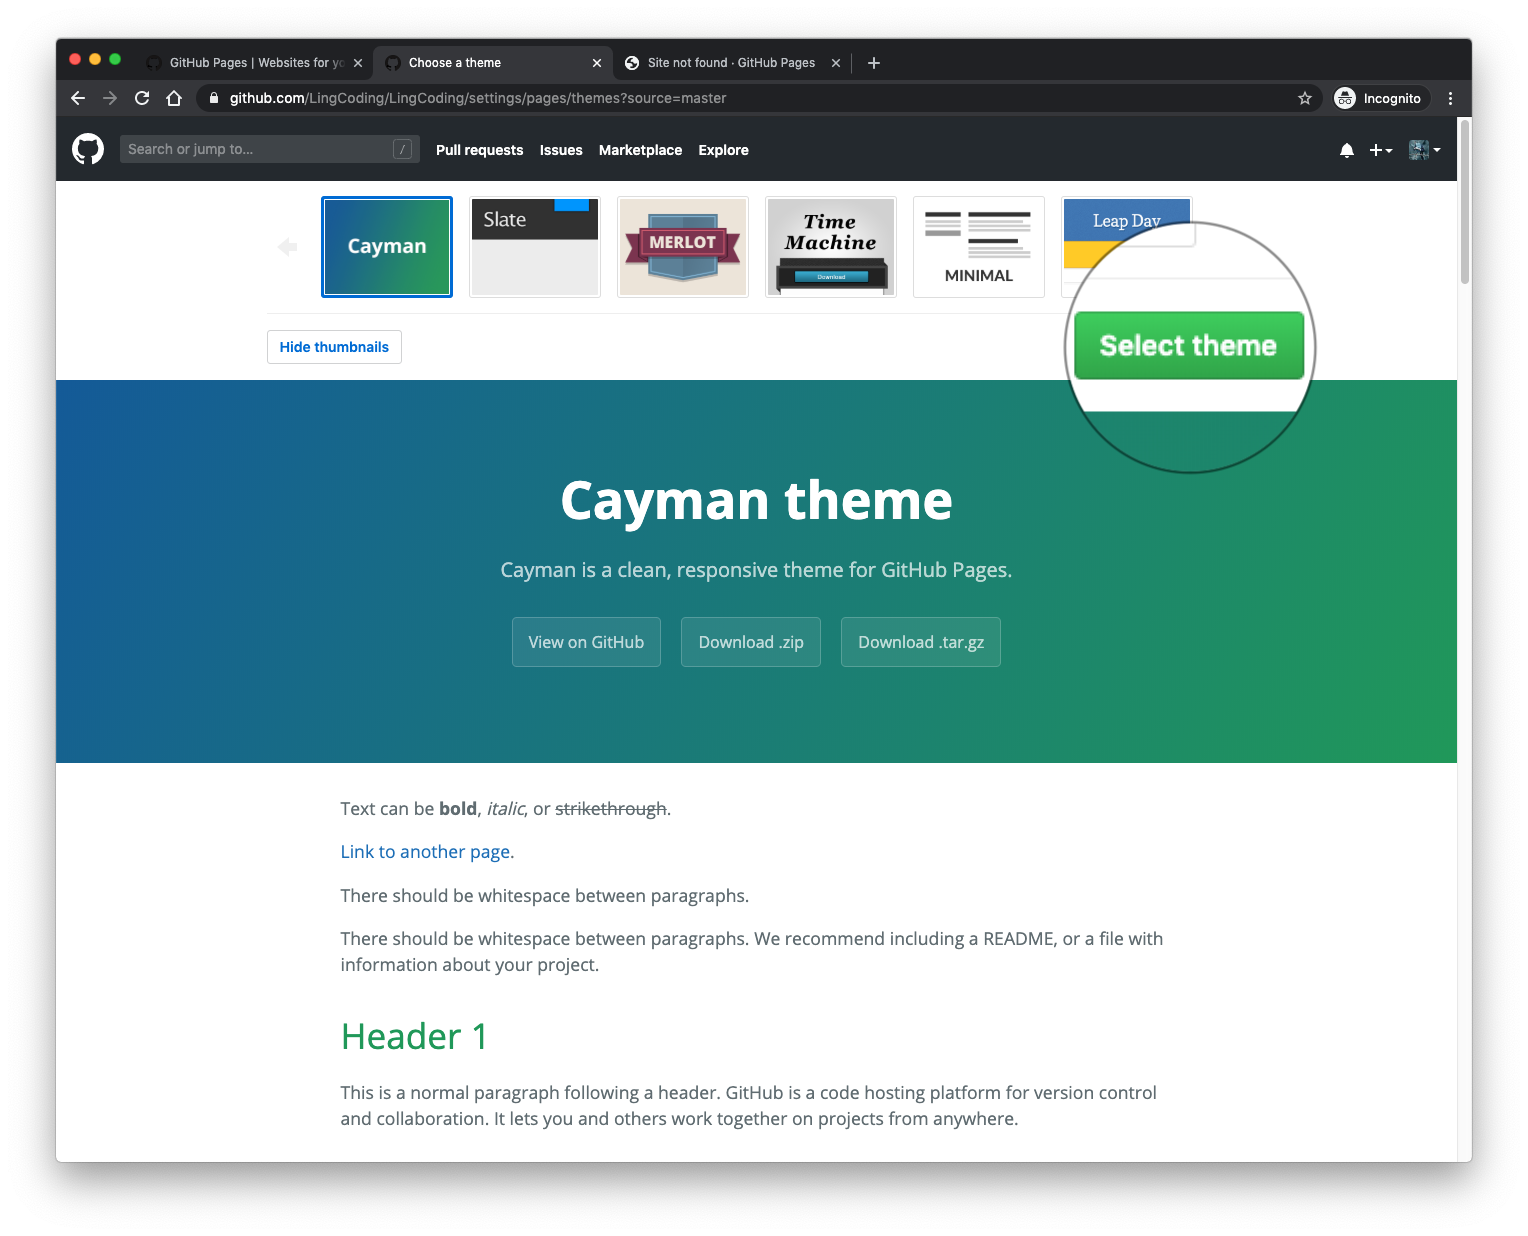 GitHub Pages | Websites for yo
Choose a theme
Site not found · GitHub Pages
github.com/LingCoding/LingCoding/settings/pages/themes?source=master
Incognito
Search or jump to...
/
Pull requests
Issues
Marketplace
Explore
Cayman
Slate
MERLOT
Time
Machine
Download
MINIMAL
Leap Day
Hide thumbnails
Select theme
Cayman theme
Cayman is a clean, responsive theme for GitHub Pages.
View on GitHub
Download .zip
Download .tar.gz
Text can be bold, italic, or strikethrough.
Link to another page.
There should be whitespace between paragraphs.
There should be whitespace between paragraphs. We recommend including a README, or a file with
information about your project.
Header 1
This is a normal paragraph following a header. GitHub is a code hosting platform for version control
and collaboration. It lets you and others work together on projects from anywhere.